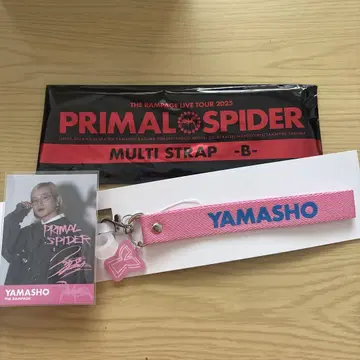 THE RAMPAGE LIVE TOUR 2025
PRIMAL SPIDER
MULTI STRAP -B-
YAMASHO
PRIMAL
SPIDER
YAMASHO
THE RAMPAGE